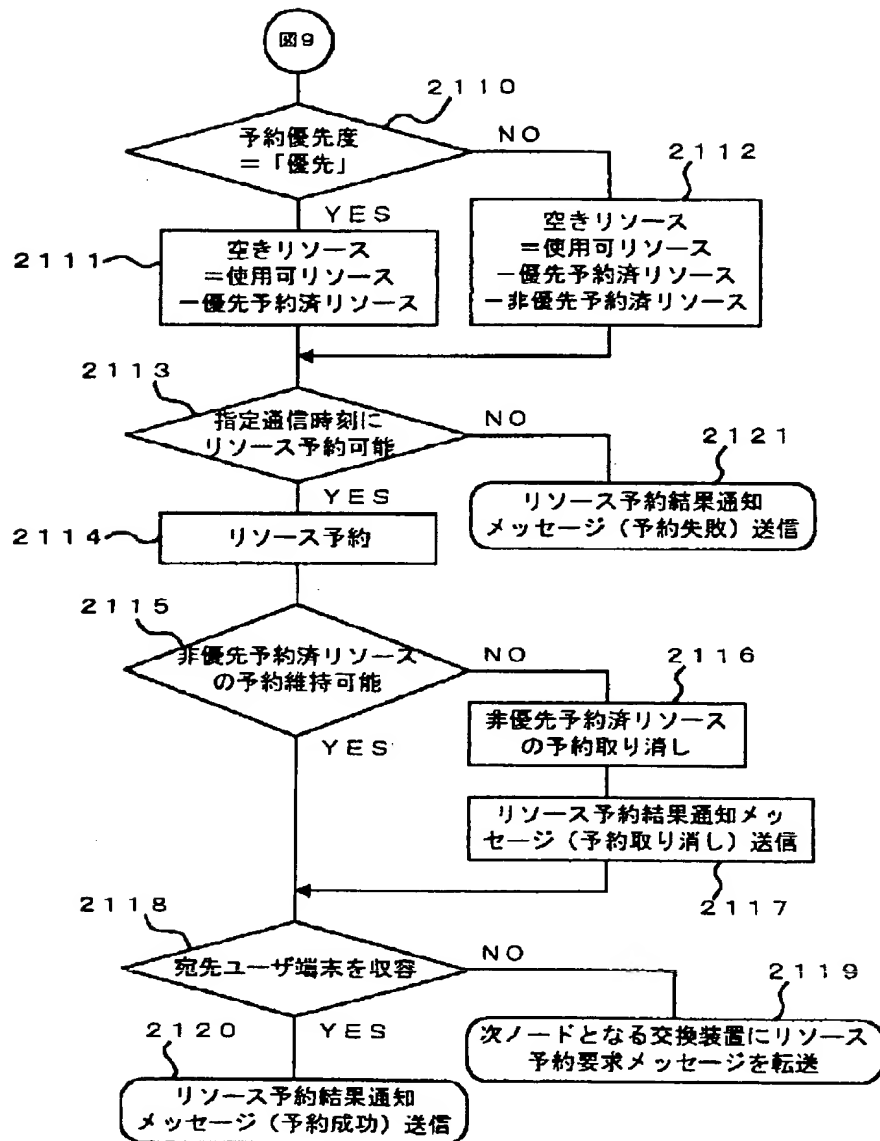 図9
2110
予約優先度
=「優先」
NO
YES
2112
2111
空きリソース
=使用可リソース
-優先予約済リソース
空きリソース
=使用可リソース
-優先予約済リソース
-非優先予約済リソース
2113
指定通信時刻に
リソース予約可能
NO
YES
2121
リソース予約結果通知
メッセージ(予約失敗)送信
2114
リソース予約
2115
非優先予約済リソース
の予約維持可能
NO
YES
2116
非優先予約済リソース
の予約取り消し
リソース予約結果通知メッ
セージ(予約取り消し)送信
2117
2118
宛先ユーザ端末を収容
NO
YES
2119
次ノードとなる交換装置にリソース
予約要求メッセージを転送
2120
リソース予約結果通知
メッセージ(予約成功)送信